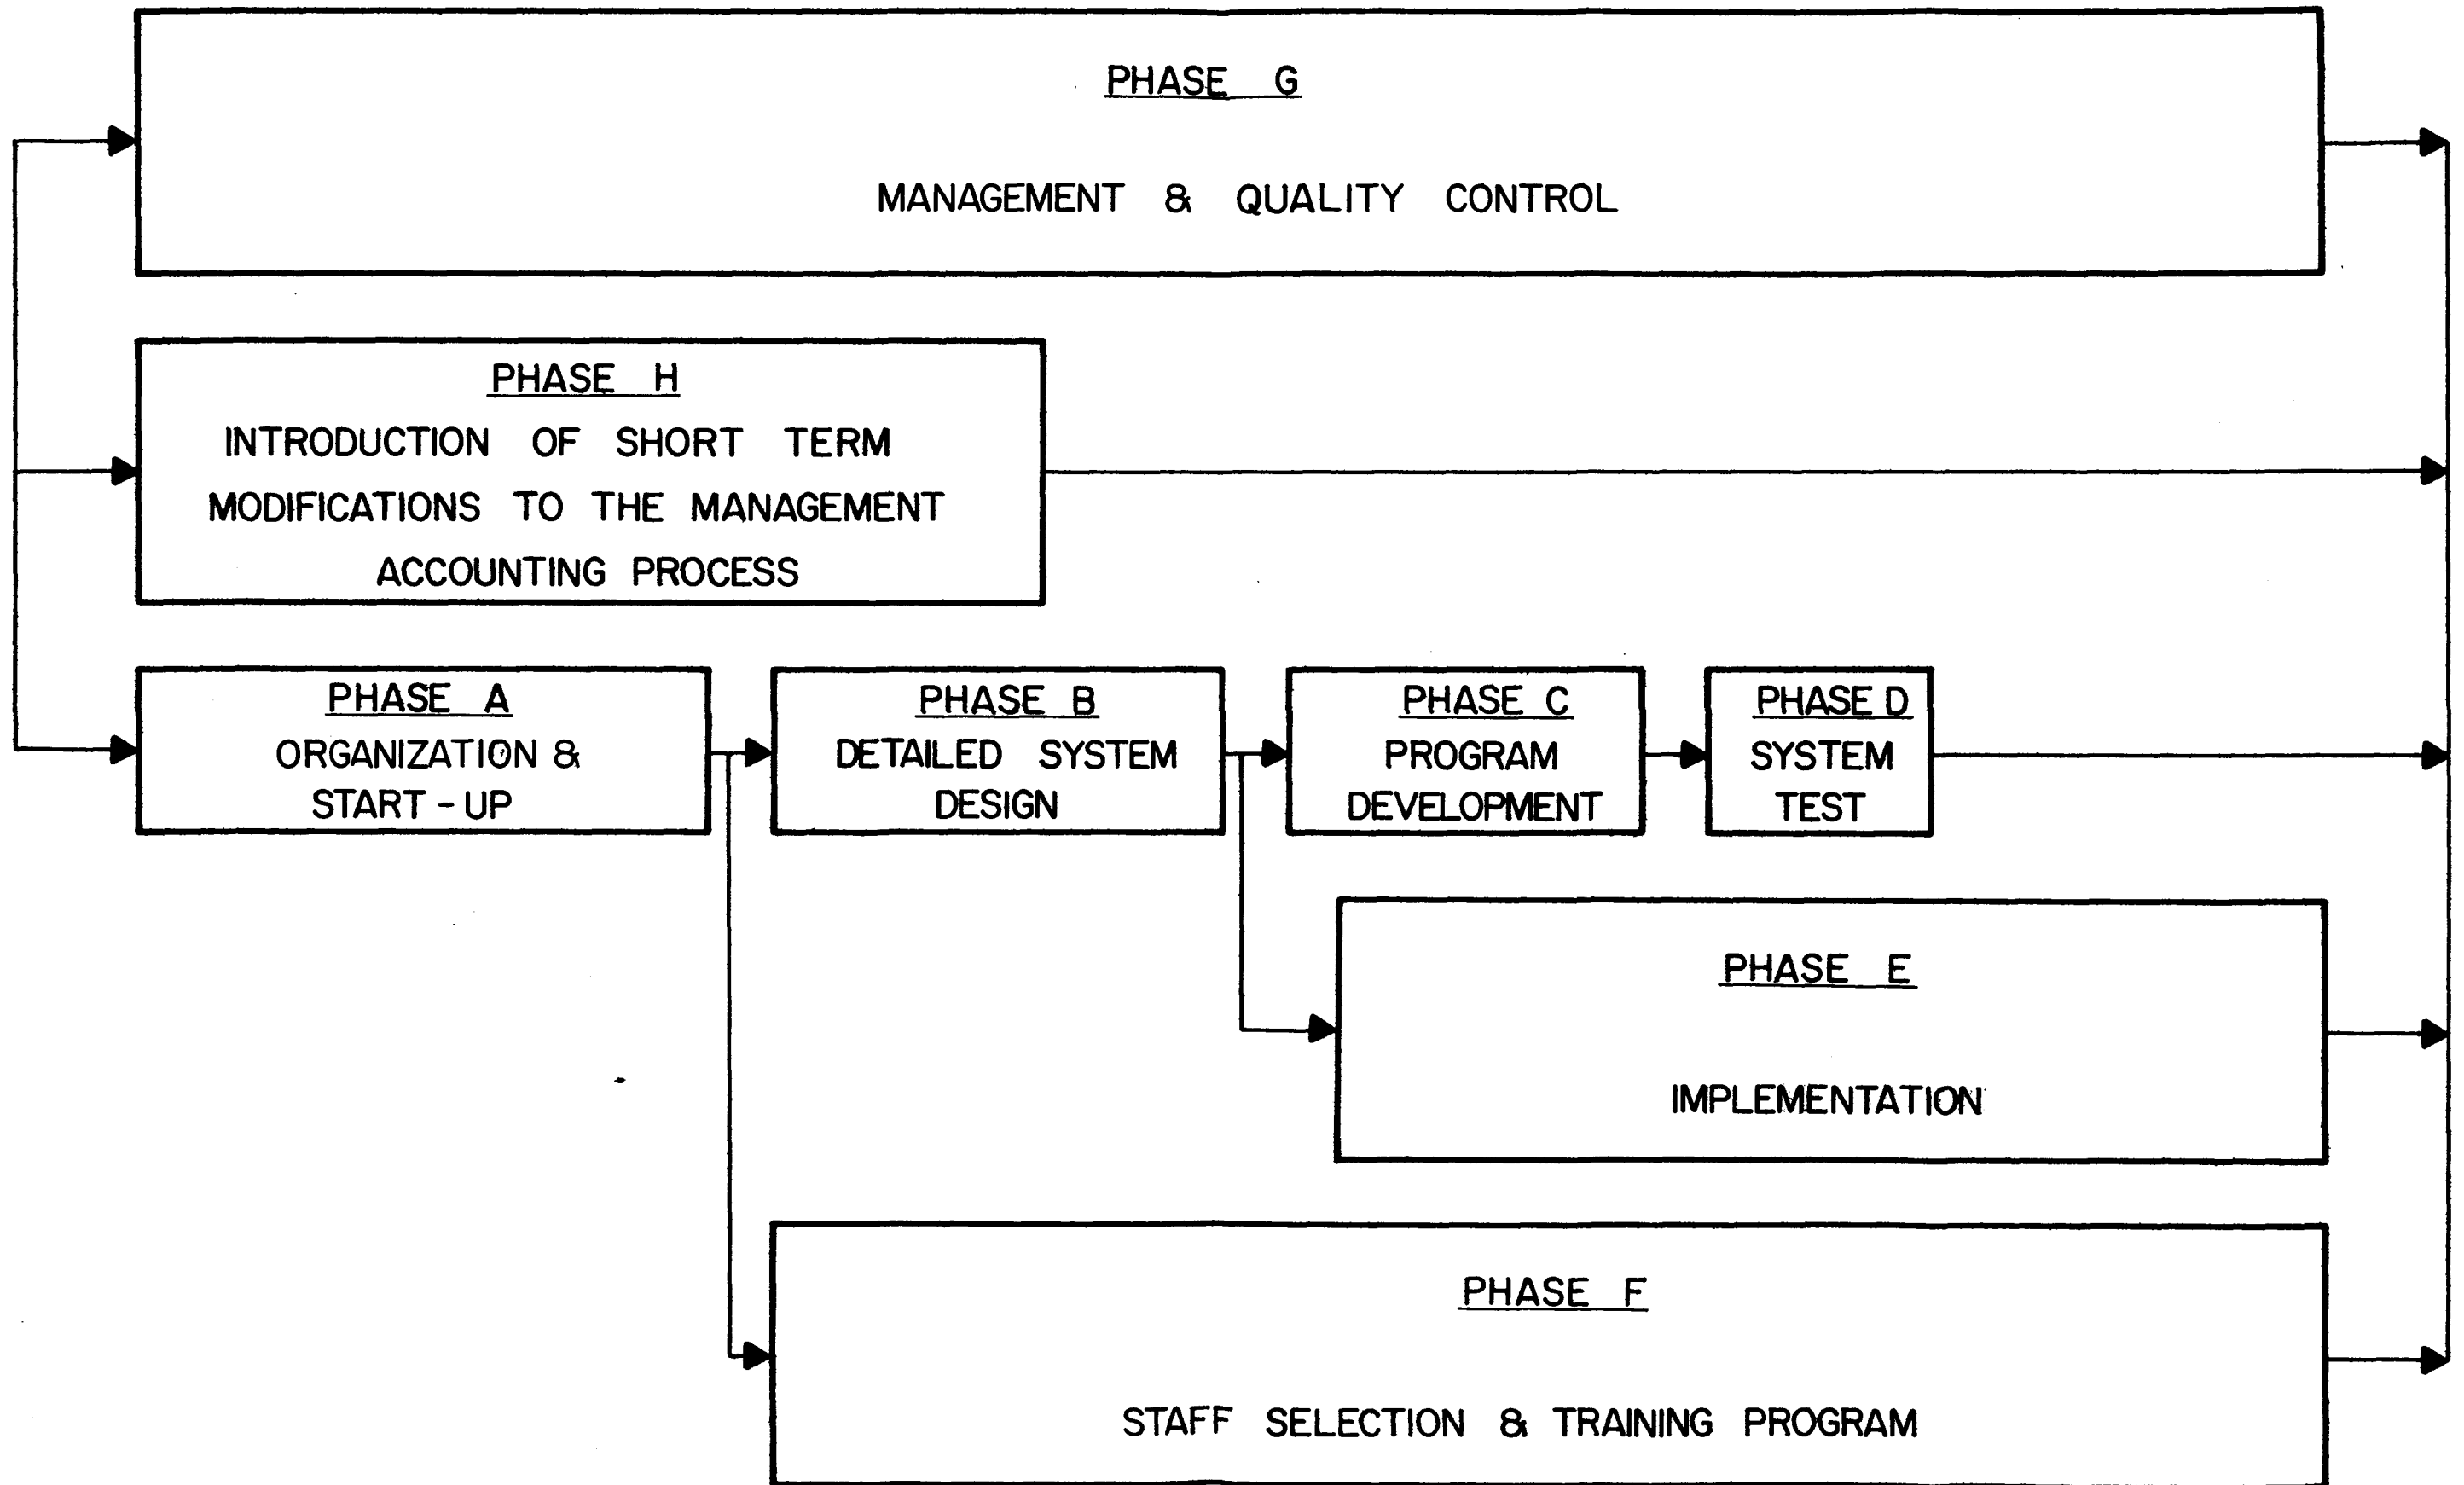 PHASE G
MANAGEMENT & QUALITY CONTROL
PHASE H
INTRODUCTION OF SHORT TERM
MODIFICATIONS TO THE MANAGEMENT
ACCOUNTING PROCESS
PHASE A
ORGANIZATION &
START-UP
PHASE B
DETAILED SYSTEM
DESIGN
PHASE C
PROGRAM
DEVELOPMENT
PHASE D
SYSTEM
TEST
PHASE E
IMPLEMENTATION
PHASE F
STAFF SELECTION & TRAINING PROGRAM